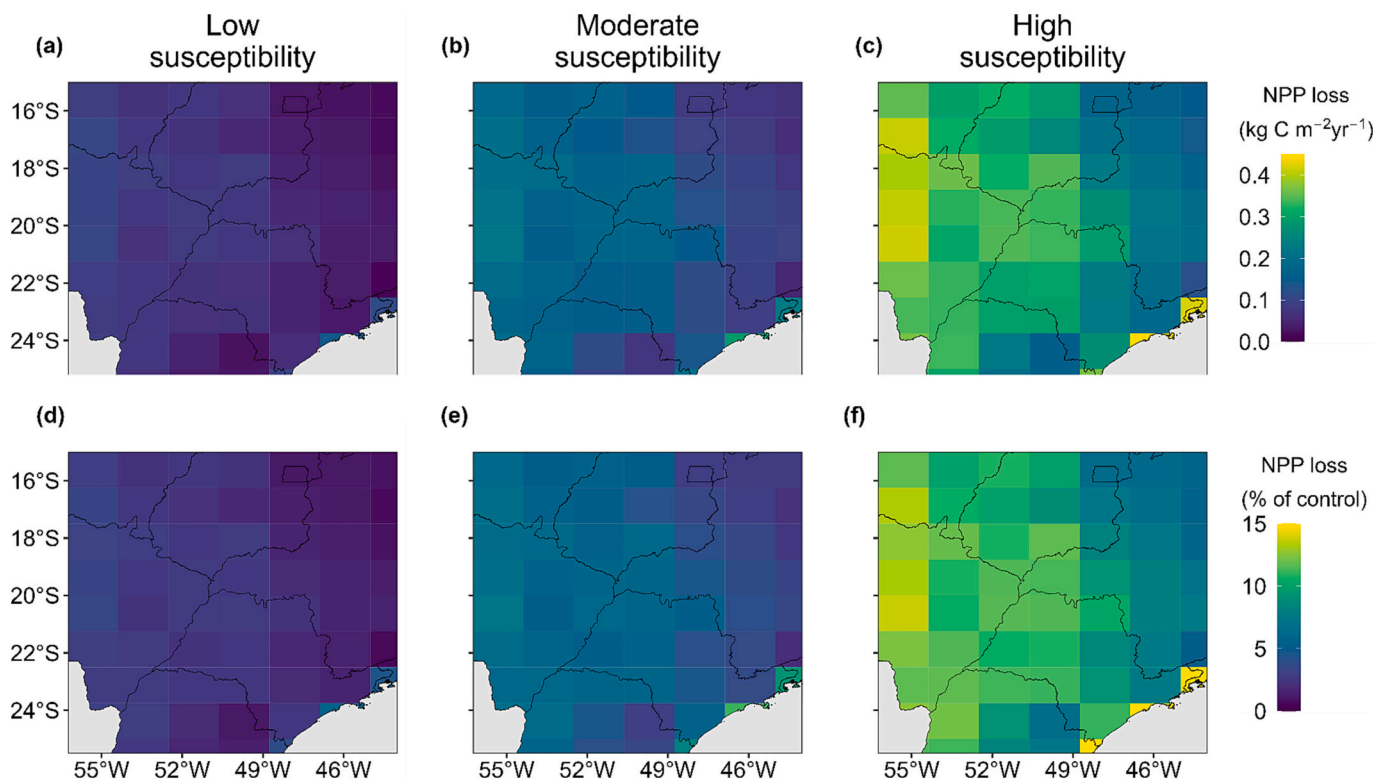 Low
susceptibility
Moderate
susceptibility
High
susceptibility
(a)
(b)
(c)
16°S
18°S
20°S
22°S
24°S
NPP loss
(kg C m⁻²yr⁻¹)
0.4
0.3
0.2
0.1
0.0
(d)
(e)
(f)
16°S
18°S
20°S
22°S
24°S
NPP loss
(% of control)
15
10
5
0
55°W 52°W 49°W 46°W
55°W 52°W 49°W 46°W
55°W 52°W 49°W 46°W